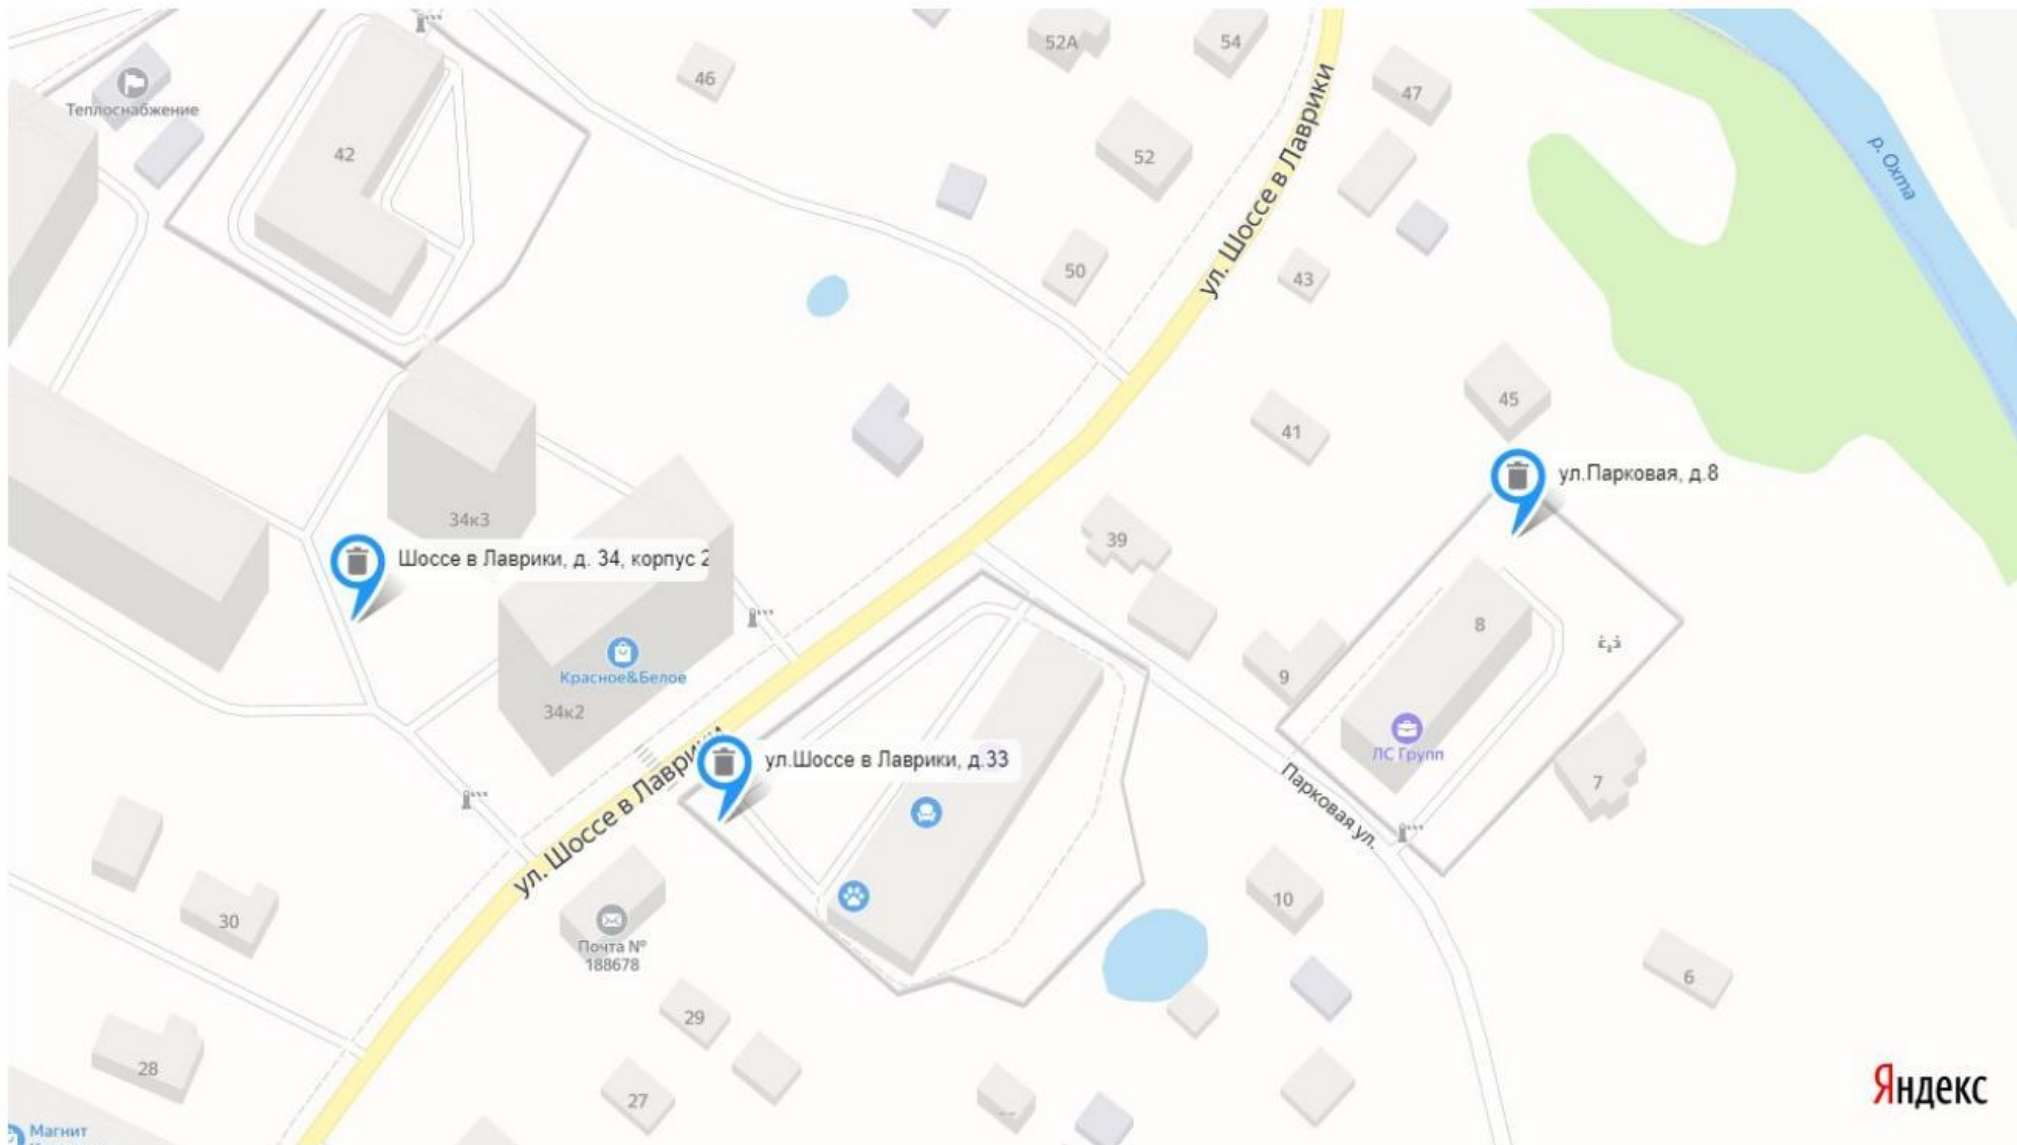 52А
54
46
47
Теплоснабжение
42
52
ул. Шоссе в Лаврики
р. Охта
50
43
45
41
ул.Парковая, д.8
34к3
39
Шоссе в Лаврики, д. 34, корпус 2
8
Красное&Белое
9
34к2
ЛС Групп
ул.Шоссе в Лаврики, д.33
7
Парковая ул.
ул. Шоссе в Лаврики
10
30
Почта №
188678
6
29
28
27
Яндекс
Магнит